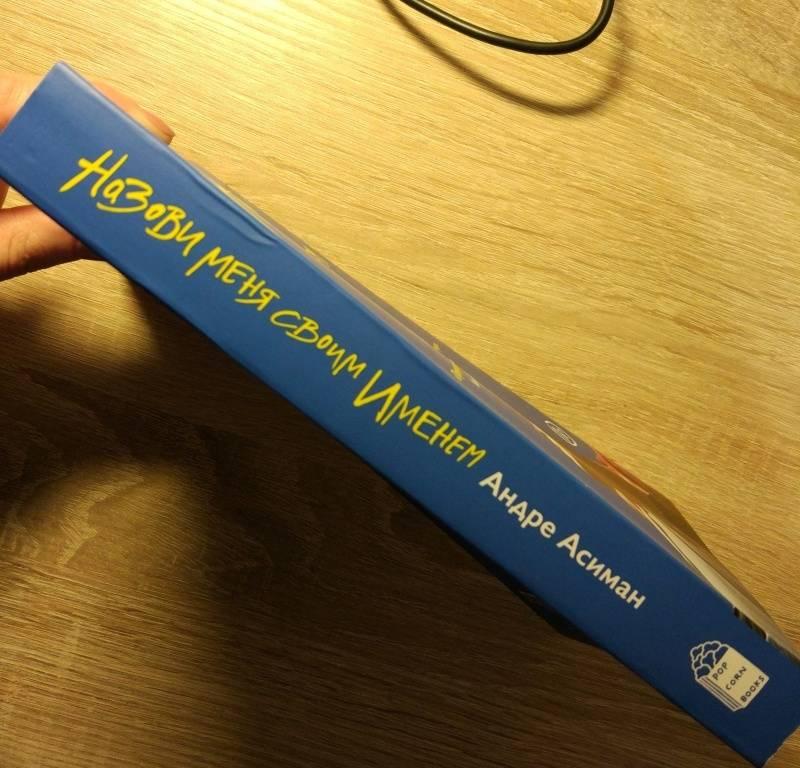 Назови меня своим Именем
Андре Асиман
POP
CORN
BOOKS